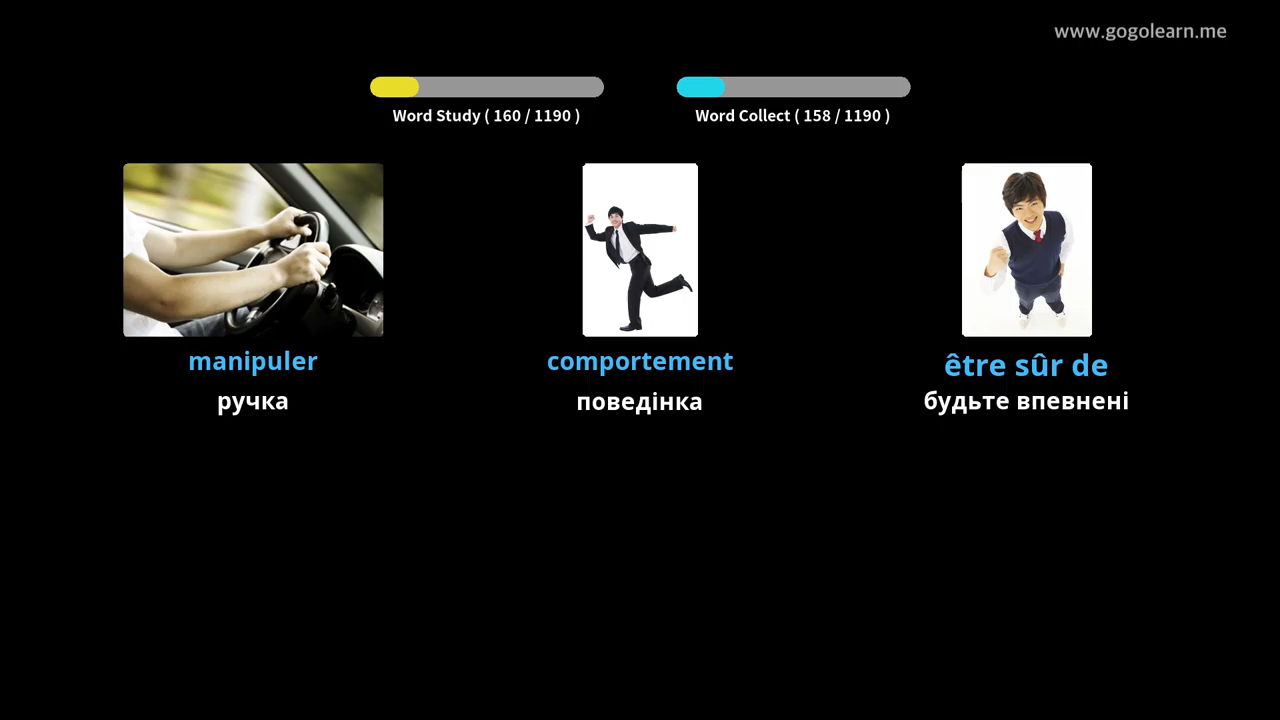 www.gogolearn.me
Word Study ( 160 / 1190 )
Word Collect ( 158 / 1190 )
manipuler
ручка
comportement
поведінка
être sûr de
будьте впевнені